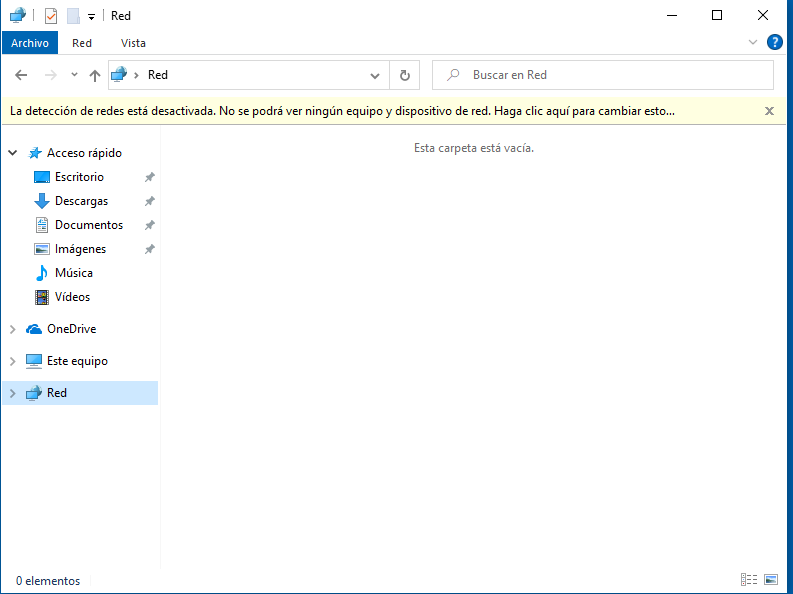 Red
Archivo Red Vista
?
Red Buscar en Red
La detección de redes está desactivada. No se podrá ver ningún equipo y dispositivo de red. Haga clic aquí para cambiar esto...
Esta carpeta está vacía.
Acceso rápido
Escritorio
Descargas
Documentos
Imágenes
Música
Vídeos
OneDrive
Este equipo
Red
0 elementos